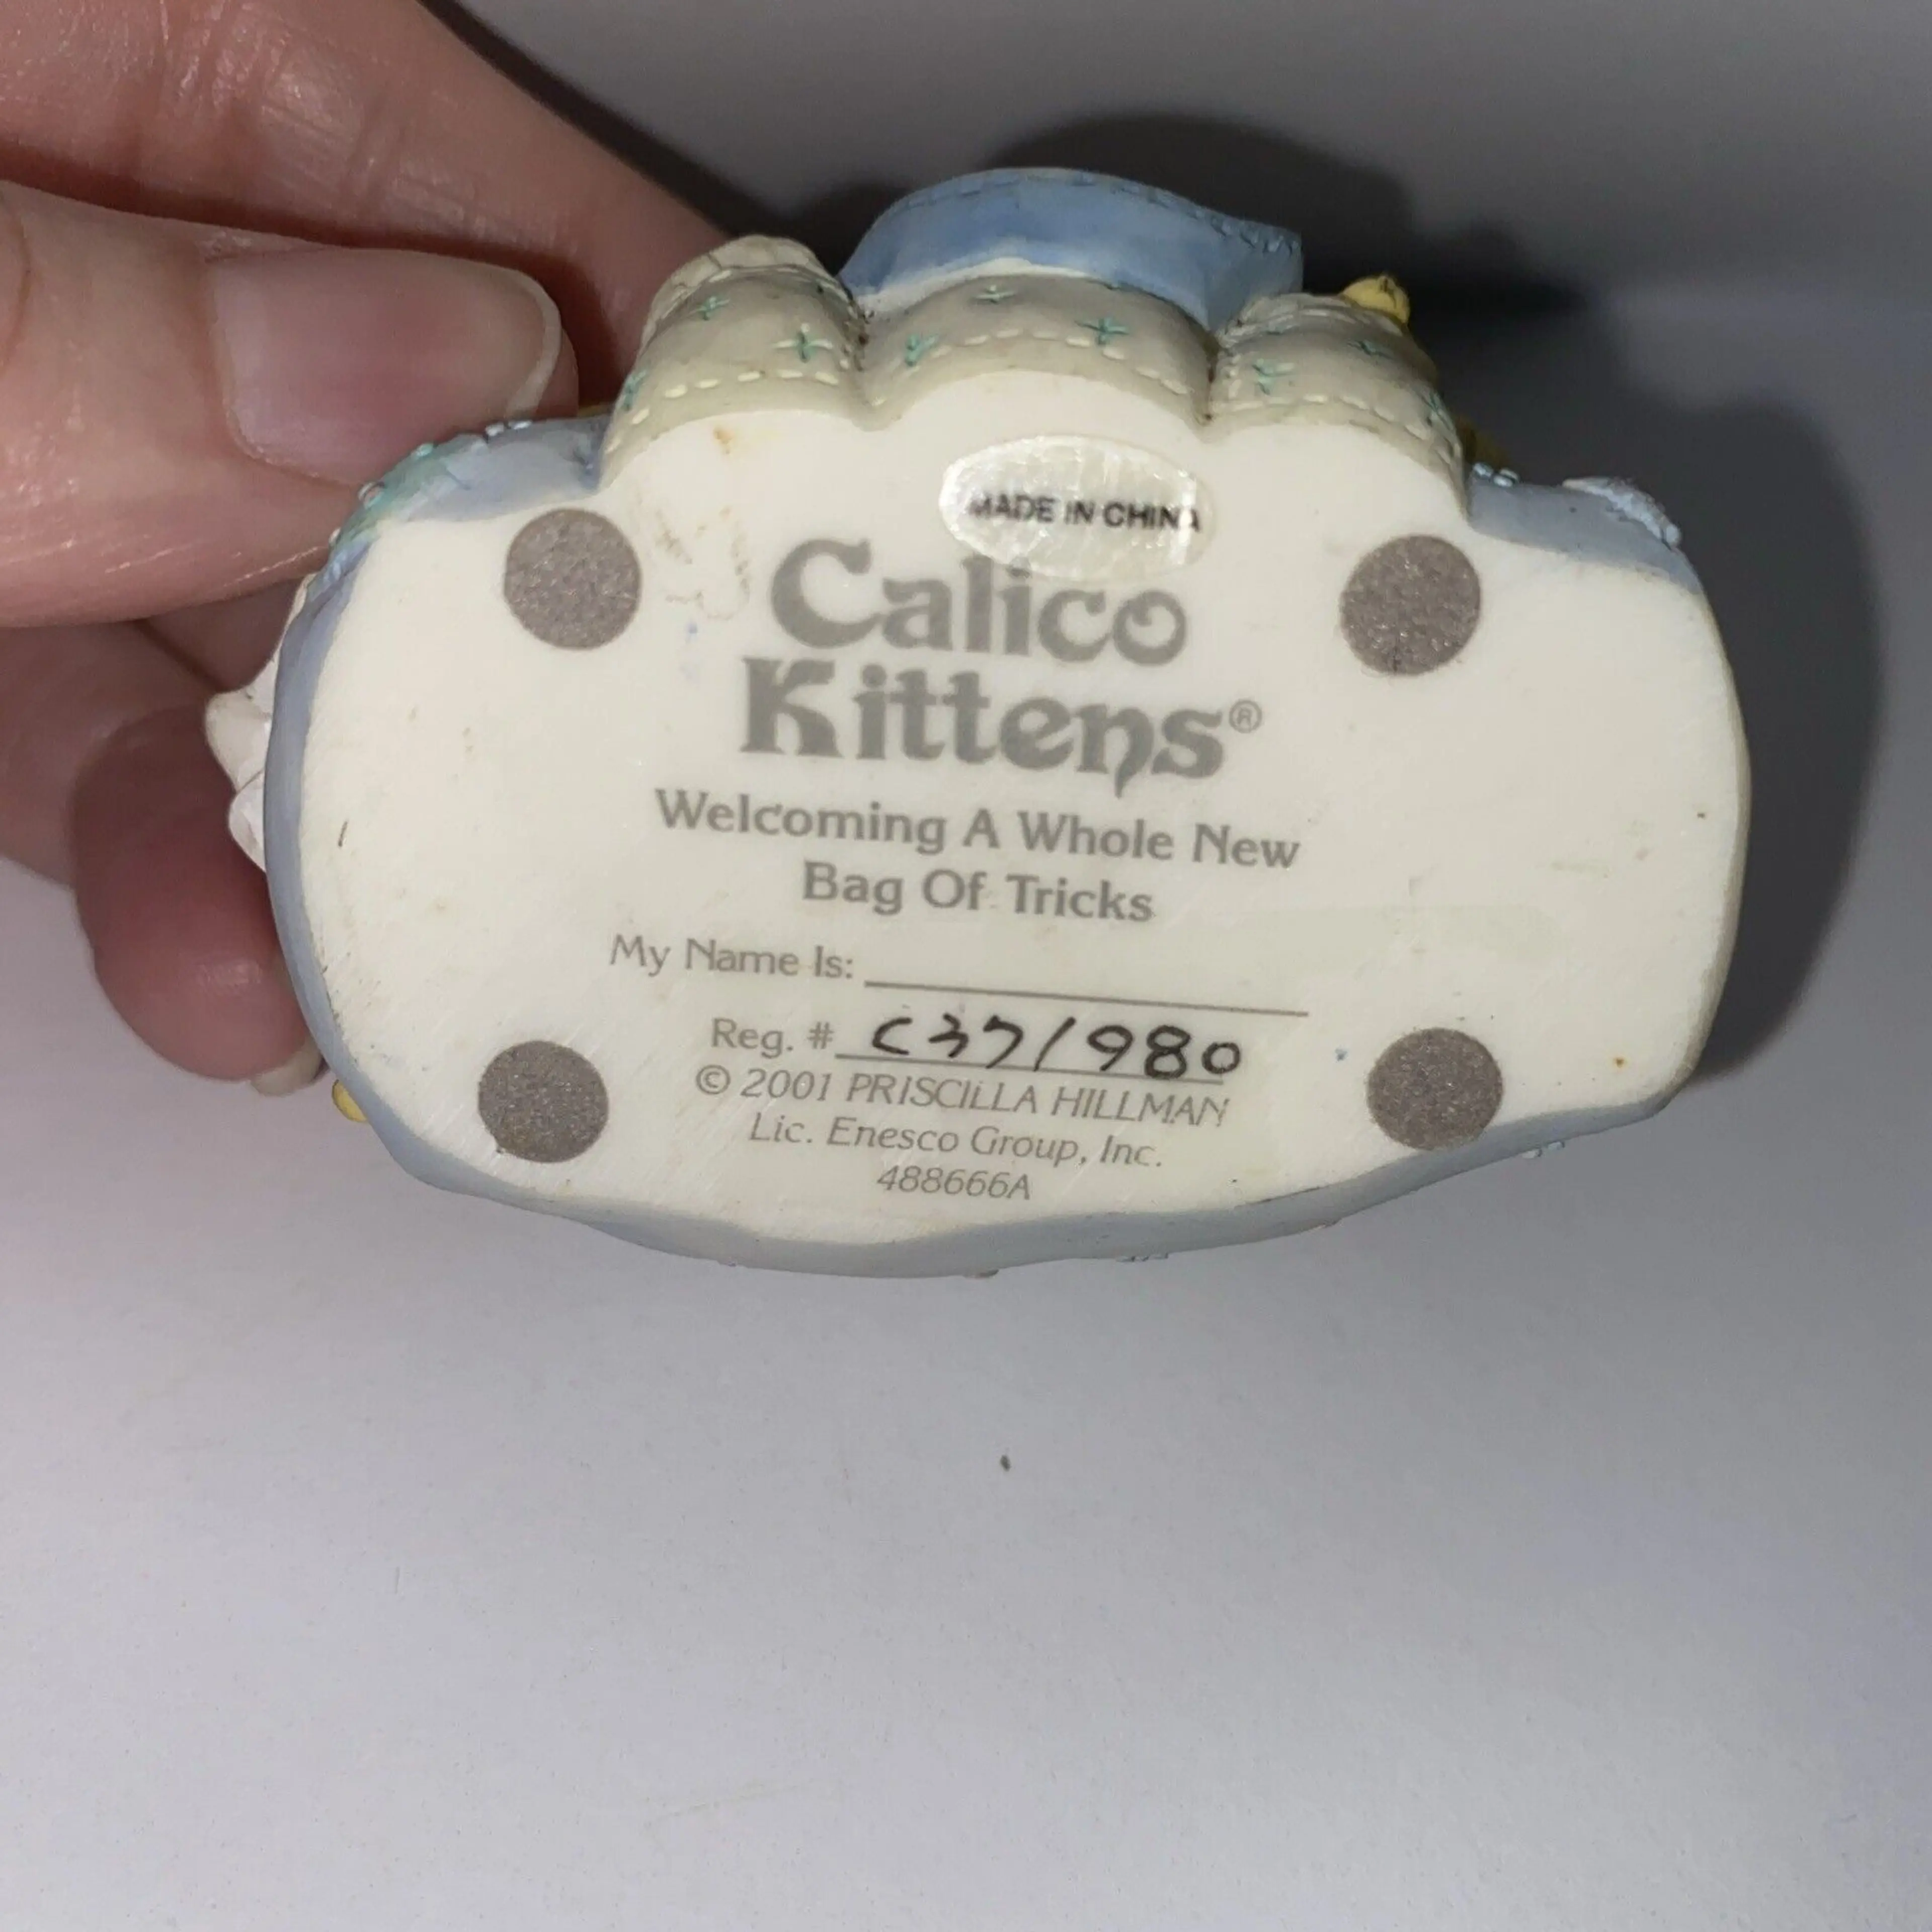 MADE IN CHINA
Calico
Kittens®
Welcoming A Whole New
Bag Of Tricks
My Name Is:
Reg. # C37/980
© 2001 PRISCILLA HILLMAN
Lic. Enesco Group, Inc.
488666A